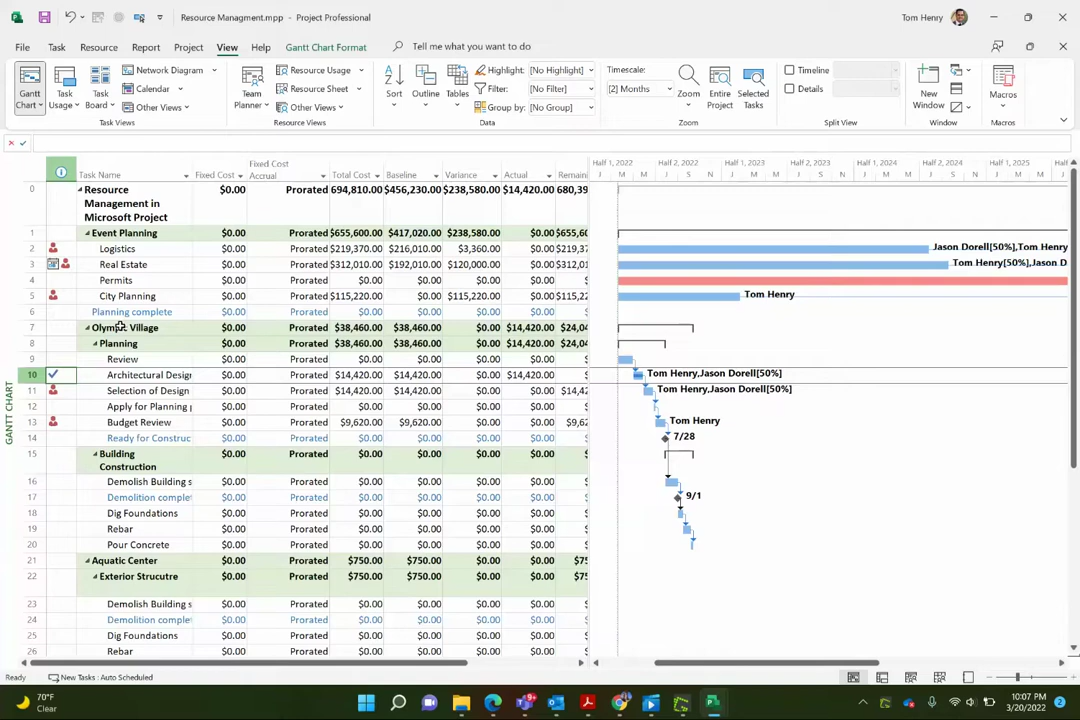 Resource Managment.mpp - Project Professional
Tom Henry
File Task Resource Report Project View Help Gantt Chart Format Tell me what you want to do
Gantt Chart
Task Usage
Task Board
Network Diagram
Calendar
Other Views
Task Views
Team Planner
Resource Usage
Resource Sheet
Other Views
Resource Views
Sort
Outline
Tables
Highlight: [No Highlight]
Filter: [No Filter]
Group by: [No Group]
Data
Timescale:
[2] Months
Zoom
Entire Project
Selected Tasks
Zoom
Timeline
Details
Split View
New Window
Window
Macros
Macros
Task Name Fixed Cost Fixed Cost Accrual Total Cost Baseline Variance Actual Remain
Half 1, 2022 Half 2, 2022 Half 1, 2023 Half 2, 2023 Half 1, 2024 Half 2, 2024 Half 1, 2025 Half
J M M J S N J M M J S N J M M J S N J M M J
0 Resource Management in Microsoft Project $0.00 Prorated 694,810.00 $456,230.00 $238,580.00 $14,420.00 680,39
1 Event Planning $0.00 Prorated $655,600.00 $417,020.00 $238,580.00 $0.00 $655,60
2 Logistics $0.00 Prorated $219,370.00 $216,010.00 $3,360.00 $0.00 $219,37 Jason Dorell[50%],Tom Henry
3 Real Estate $0.00 Prorated $312,010.00 $192,010.00 $120,000.00 $0.00 $312,01 Tom Henry[50%],Jason D
4 Permits $0.00 Prorated $0.00 $0.00 $0.00 $0.00 $0.
5 City Planning $0.00 Prorated $115,220.00 $0.00 $115,220.00 $0.00 $115,22 Tom Henry
6 Planning complete $0.00 Prorated $0.00 $0.00 $0.00 $0.00 $0.
7 Olympic Village $0.00 Prorated $38,460.00 $38,460.00 $0.00 $14,420.00 $24,04
8 Planning $0.00 Prorated $38,460.00 $38,460.00 $0.00 $14,420.00 $24,04
9 Review $0.00 Prorated $0.00 $0.00 $0.00 $0.00 $0.
10 Architectural Design $0.00 Prorated $14,420.00 $14,420.00 $0.00 $14,420.00 $0. Tom Henry,Jason Dorell[50%]
11 Selection of Design $0.00 Prorated $14,420.00 $14,420.00 $0.00 $0.00 $14,42 Tom Henry,Jason Dorell[50%]
12 Apply for Planning $0.00 Prorated $0.00 $0.00 $0.00 $0.00 $0.
13 Budget Review $0.00 Prorated $9,620.00 $9,620.00 $0.00 $0.00 $9,62 Tom Henry
14 Ready for Construc $0.00 Prorated $0.00 $0.00 $0.00 $0.00 $0. 7/28
15 Building Construction $0.00 Prorated $0.00 $0.00 $0.00 $0.00 $0.
16 Demolish Building s $0.00 Prorated $0.00 $0.00 $0.00 $0.00 $0.
17 Demolition complet $0.00 Prorated $0.00 $0.00 $0.00 $0.00 $0. 9/1
18 Dig Foundations $0.00 Prorated $0.00 $0.00 $0.00 $0.00 $0.
19 Rebar $0.00 Prorated $0.00 $0.00 $0.00 $0.00 $0.
20 Pour Concrete $0.00 Prorated $0.00 $0.00 $0.00 $0.00 $0.
21 Aquatic Center $0.00 Prorated $750.00 $750.00 $0.00 $0.00 $75
22 Exterior Strucutre $0.00 Prorated $750.00 $750.00 $0.00 $0.00 $75
23 Demolish Building s $0.00 Prorated $0.00 $0.00 $0.00 $0.00 $0.
24 Demolition complet $0.00 Prorated $0.00 $0.00 $0.00 $0.00 $0.
25 Dig Foundations $0.00 Prorated $0.00 $0.00 $0.00 $0.00 $0.
26 Rebar $0.00 Prorated $0.00 $0.00 $0.00 $0.00 $0.
GANTT CHART
Ready New Tasks : Auto Scheduled
70°F
Clear
10:07 PM
3/20/2022